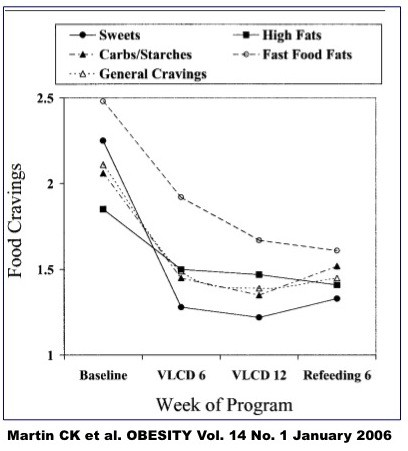 Sweets High Fats
Carbs/Starches Fast Food Fats
General Cravings
2.5
2
1.5
1
Food Cravings
Baseline VLCD 6 VLCD 12 Refeeding 6
Week of Program
Martin CK et al. OBESITY Vol. 14 No. 1 January 2006